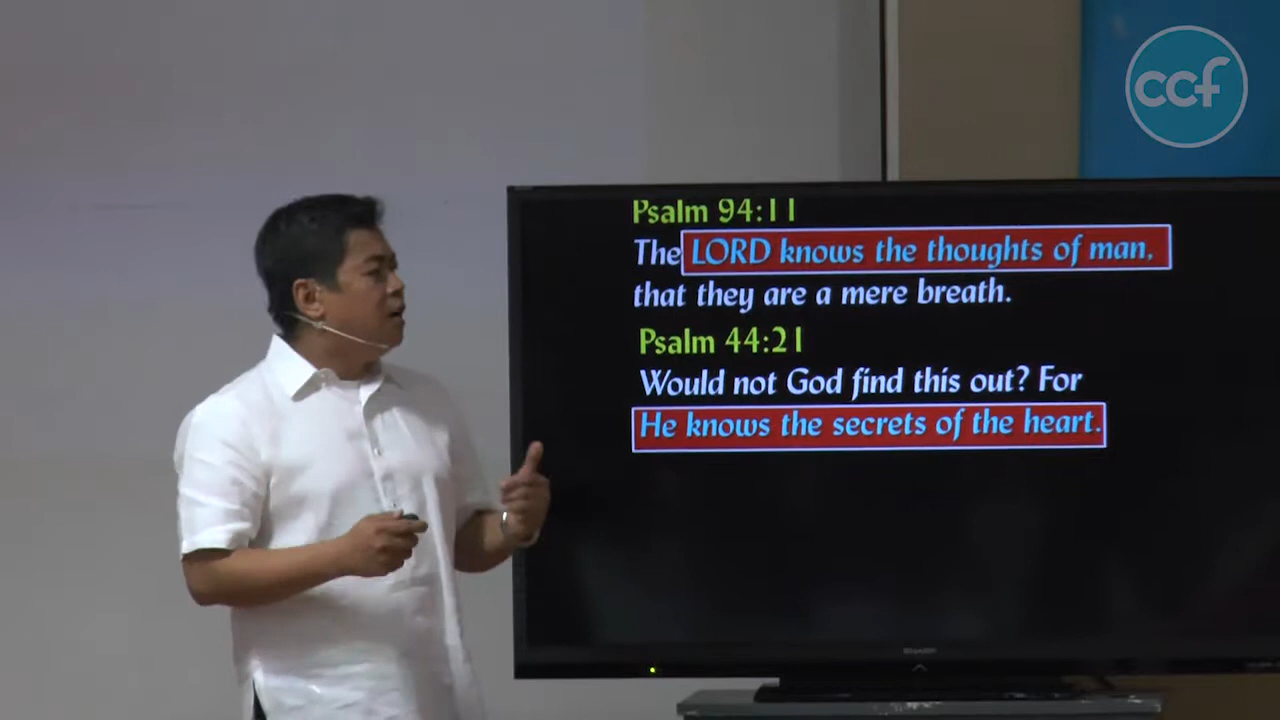 ccf
Psalm 94:11
The LORD knows the thoughts of man,
that they are a mere breath.
Psalm 44:21
Would not God find this out? For
He knows the secrets of the heart.
SHARP